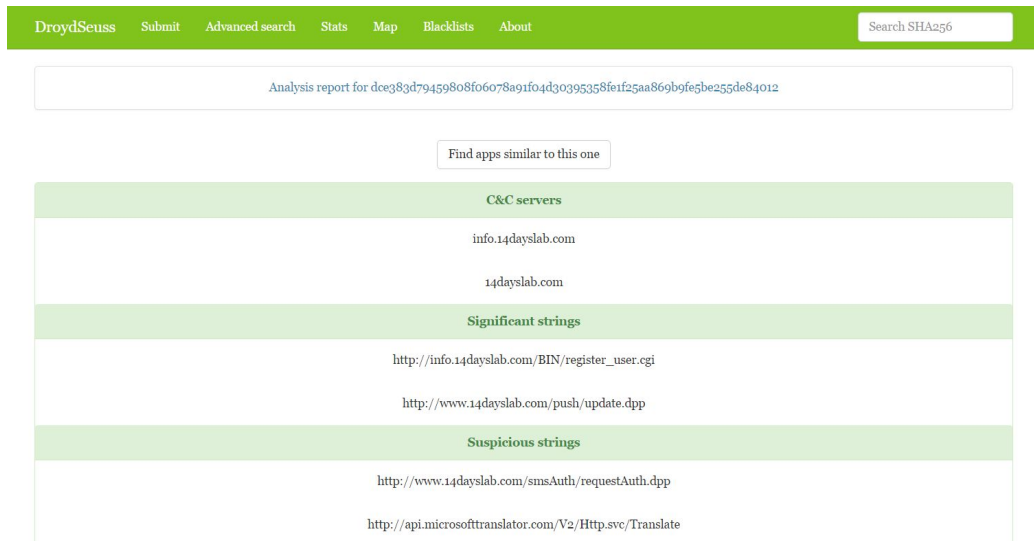 DroydSeuss Submit Advanced search Stats Map Blacklists About Search SHA256
Analysis report for dce383d79459808f06078a91f04d30395358fe1f25aa869b9fe5be255de84012
Find apps similar to this one
C&C servers
info.14dayslab.com
14dayslab.com
Significant strings
http://info.14dayslab.com/BIN/register_user.cgi
http://www.14dayslab.com/push/update.dpp
Suspicious strings
http://www.14dayslab.com/smsAuth/requestAuth.dpp
http://api.microsofttranslator.com/V2/Http.svc/Translate